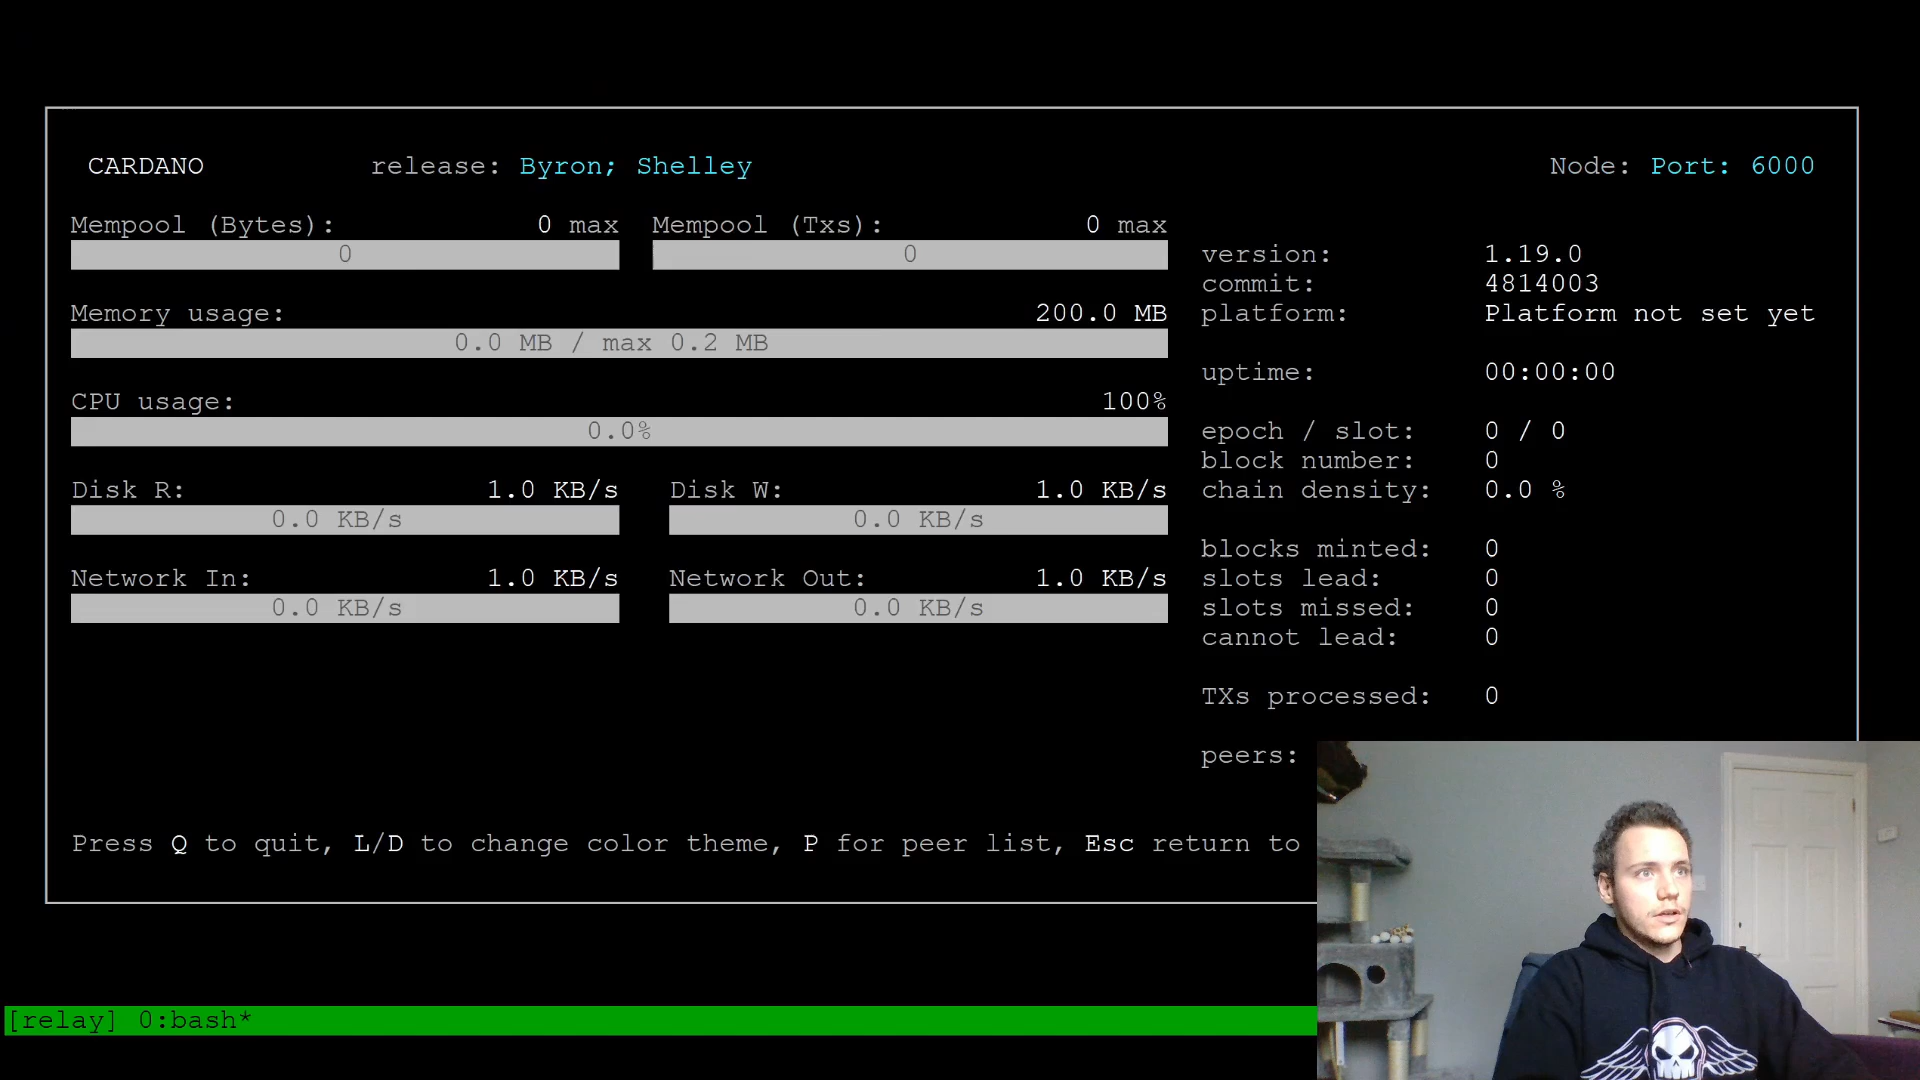 CARDANO release: Byron; Shelley Node: Port: 6000
Mempool (Bytes): 0 max Mempool (Txs): 0 max
0 0
version: 1.19.0
commit: 4814003
Memory usage: 200.0 MB platform: Platform not set yet
0.0 MB / max 0.2 MB
uptime: 00:00:00
CPU usage: 100%
0.0% epoch / slot: 0 / 0
block number: 0
Disk R: 1.0 KB/s Disk W: 1.0 KB/s chain density: 0.0 %
0.0 KB/s 0.0 KB/s
blocks minted: 0
Network In: 1.0 KB/s Network Out: 1.0 KB/s slots lead: 0
0.0 KB/s 0.0 KB/s slots missed: 0
cannot lead: 0
TXs processed: 0
peers:
Press Q to quit, L/D to change color theme, P for peer list, Esc return to
[relay] 0:bash*